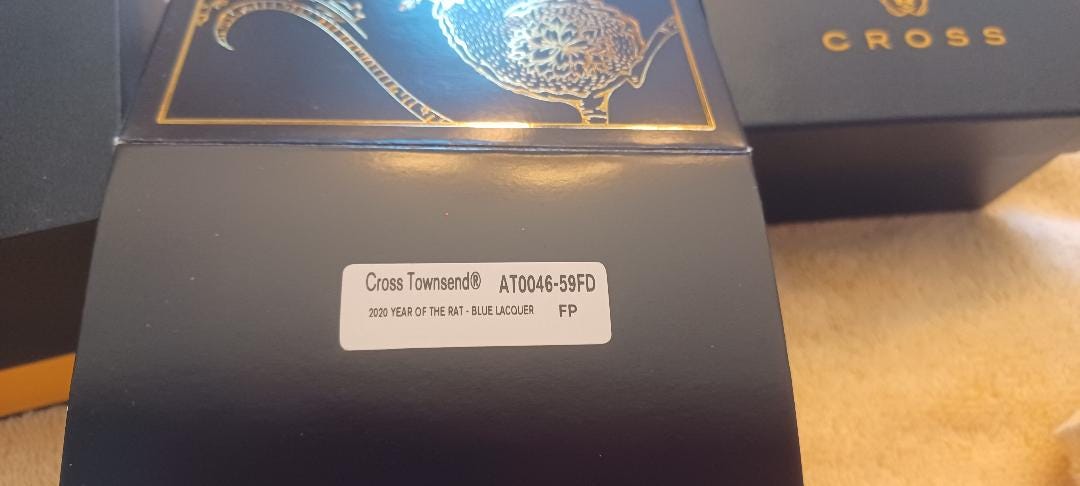 CROSS
Cross Townsend® AT0046-59FD
2020 YEAR OF THE RAT - BLUE LACQUER FP